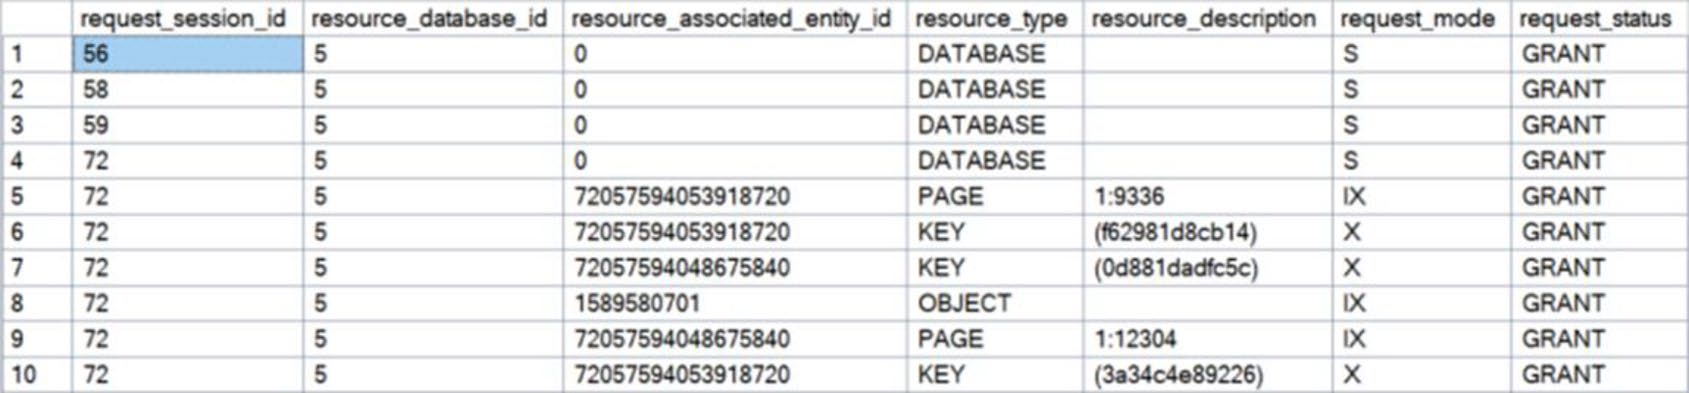 request_session_id resource_database_id resource_associated_entity_id resource_type resource_description request_mode request_status
1 56 5 0 DATABASE S GRANT
2 58 5 0 DATABASE S GRANT
3 59 5 0 DATABASE S GRANT
4 72 5 0 DATABASE S GRANT
5 72 5 72057594053918720 PAGE 1:9336 IX GRANT
6 72 5 72057594053918720 KEY (f62981d8cb14) X GRANT
7 72 5 72057594048675840 KEY (0d881dadfc5c) X GRANT
8 72 5 1589580701 OBJECT IX GRANT
9 72 5 72057594048675840 PAGE 1:12304 IX GRANT
10 72 5 72057594053918720 KEY (3a34c4e89226) X GRANT